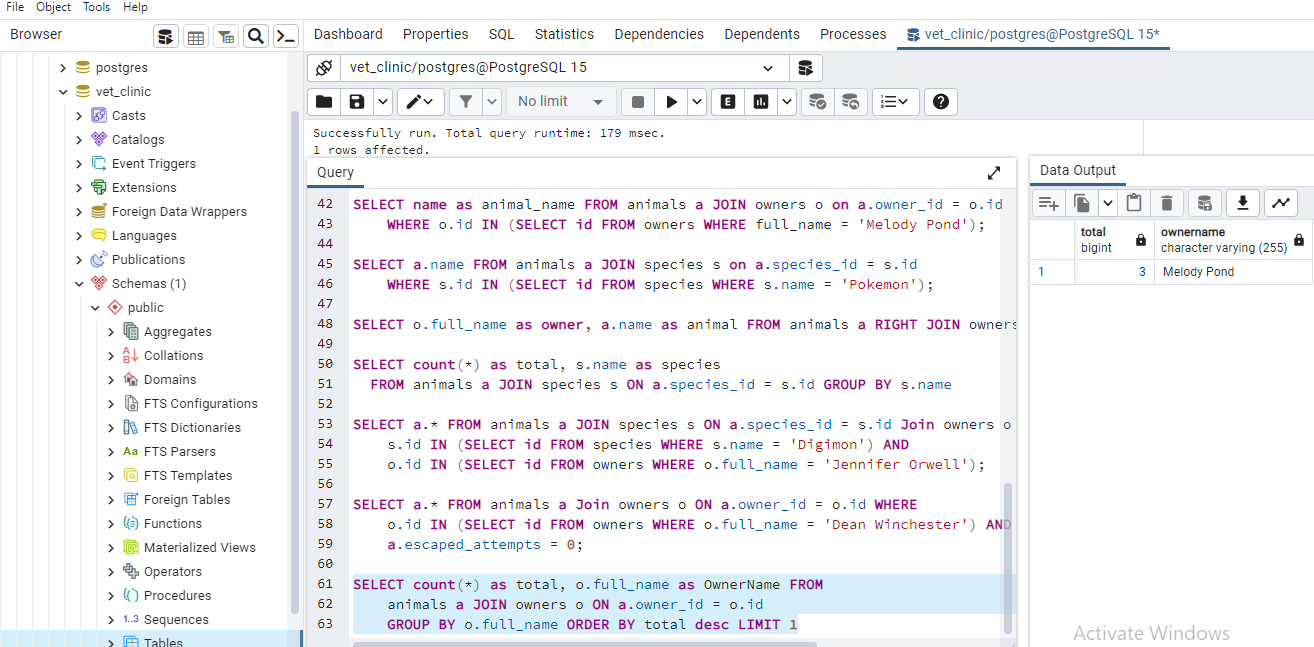 File Object Tools Help
Browser
Dashboard Properties SQL Statistics Dependencies Dependents Processes vet_clinic/postgres@PostgreSQL 15*
postgres
vet_clinic
Casts
Catalogs
Event Triggers
Extensions
Foreign Data Wrappers
Languages
Publications
Schemas (1)
public
Aggregates
Collations
Domains
FTS Configurations
FTS Dictionaries
Aa FTS Parsers
FTS Templates
Foreign Tables
Functions
Materialized Views
Operators
Procedures
1..3 Sequences
Tables
vet_clinic/postgres@PostgreSQL 15
No limit
E
Successfully run. Total query runtime: 179 msec.
1 rows affected.
Query
42 SELECT name as animal_name FROM animals a JOIN owners o on a.owner_id = o.id
43 WHERE o.id IN (SELECT id FROM owners WHERE full_name = 'Melody Pond');
44
45 SELECT a.name FROM animals a JOIN species s on a.species_id = s.id
46 WHERE s.id IN (SELECT id FROM species WHERE s.name = 'Pokemon');
47
48 SELECT o.full_name as owner, a.name as animal FROM animals a RIGHT JOIN owners
49
50 SELECT count(*) as total, s.name as species
51 FROM animals a JOIN species s ON a.species_id = s.id GROUP BY s.name
52
53 SELECT a.* FROM animals a JOIN species s ON a.species_id = s.id Join owners o
54 s.id IN (SELECT id FROM species WHERE s.name = 'Digimon') AND
55 o.id IN (SELECT id FROM owners WHERE o.full_name = 'Jennifer Orwell');
56
57 SELECT a.* FROM animals a Join owners o ON a.owner_id = o.id WHERE
58 o.id IN (SELECT id FROM owners WHERE o.full_name = 'Dean Winchester') AND
59 a.escaped_attempts = 0;
60
61 SELECT count(*) as total, o.full_name as OwnerName FROM
62 animals a JOIN owners o ON a.owner_id = o.id
63 GROUP BY o.full_name ORDER BY total desc LIMIT 1
Data Output
total ownername
bigint character varying (255)
1 3 Melody Pond
Activate Windows